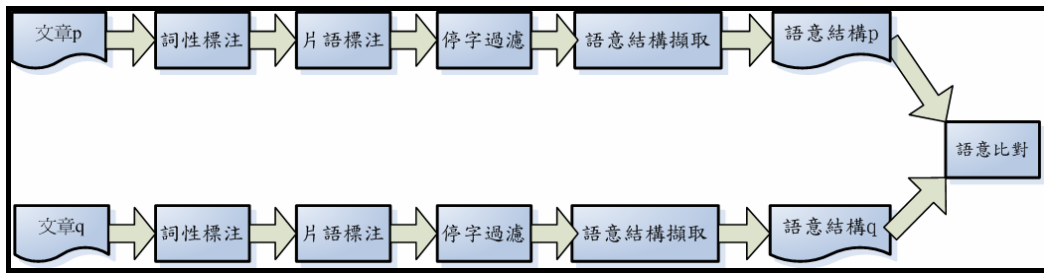 文章p
詞性標注
片語標注
停字過濾
語意結構擷取
語意結構p
語意比對
文章q
詞性標注
片語標注
停字過濾
語意結構擷取
語意結構q